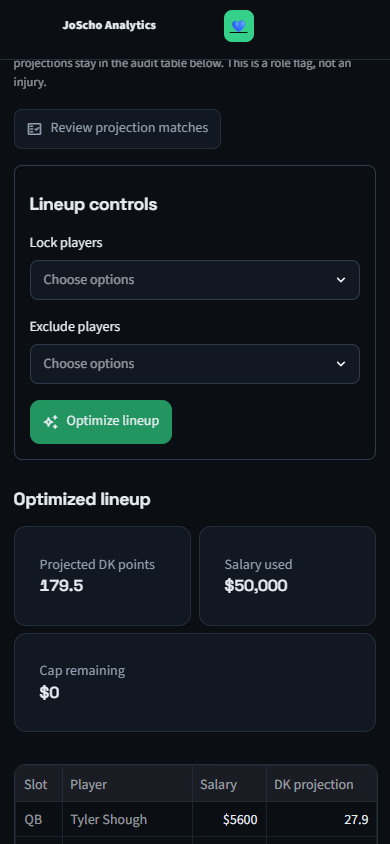 JoScho Analytics
projections stay in the audit table below. This is a role flag, not an
injury.
Review projection matches
Lineup controls
Lock players
Choose options
Exclude players
Choose options
Optimize lineup
Optimized lineup
Projected DK points
179.5
Salary used
$50,000
Cap remaining
$0
Slot Player Salary DK projection
QB Tyler Shough $5600 27.9